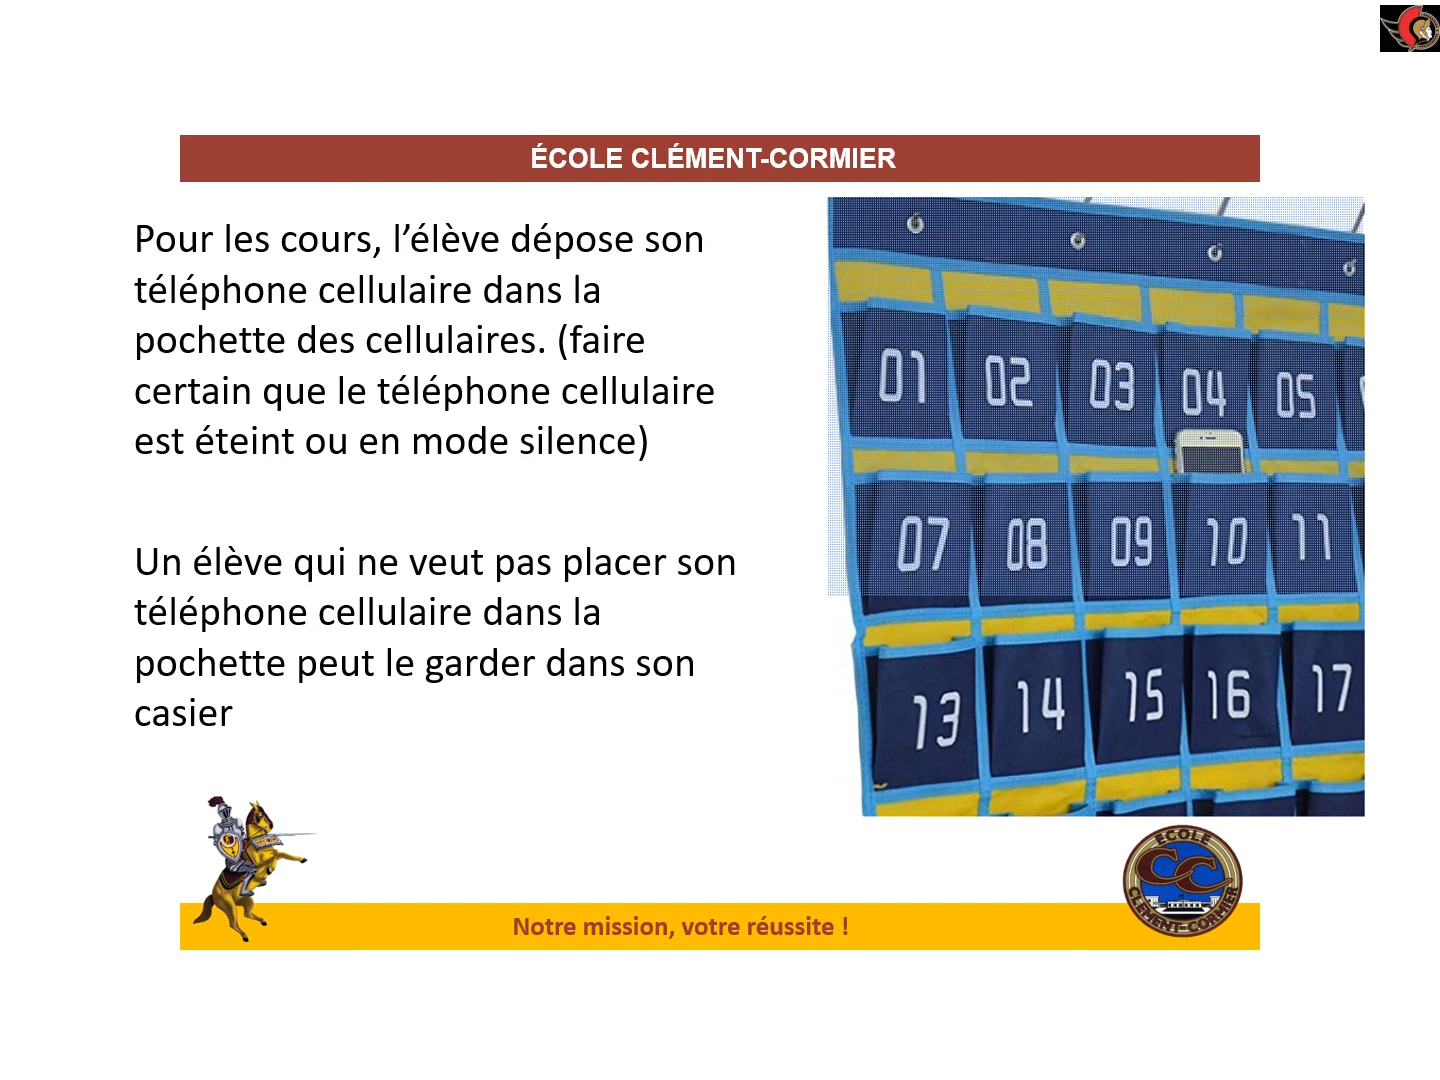 ÉCOLE CLÉMENT-CORMIER
Pour les cours, l’élève dépose son
téléphone cellulaire dans la
pochette des cellulaires. (faire
certain que le téléphone cellulaire
est éteint ou en mode silence)
Un élève qui ne veut pas placer son
téléphone cellulaire dans la
pochette peut le garder dans son
casier
01 02 03 04 05
07 08 09 10 11
13 14 15 16 17
ÉCOLE
CC
CLÉMENT-CORMIER
Notre mission, votre réussite !